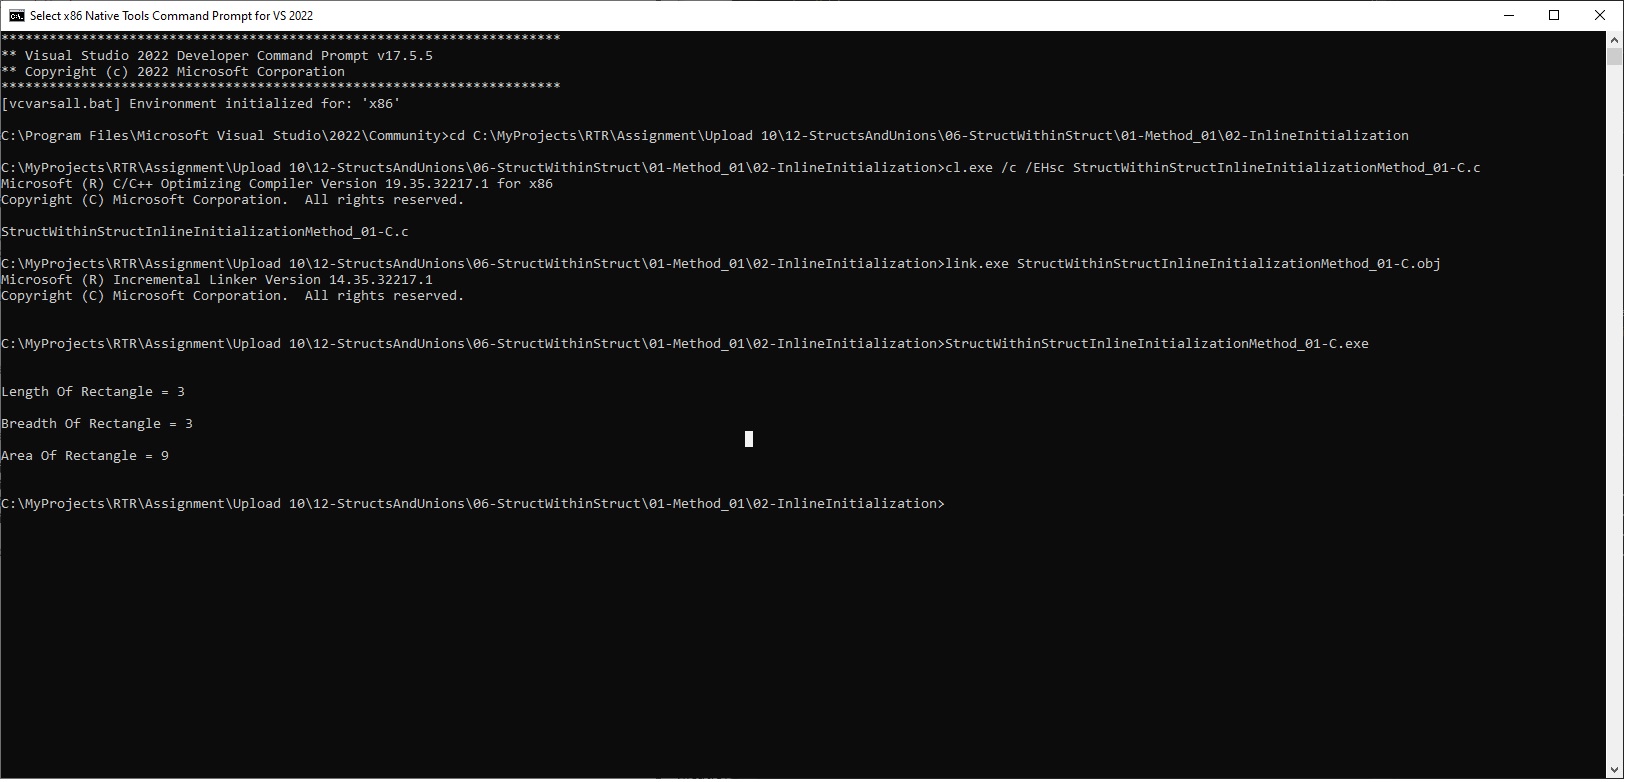 Select x86 Native Tools Command Prompt for VS 2022
**********************************************************************
** Visual Studio 2022 Developer Command Prompt v17.5.5
** Copyright (c) 2022 Microsoft Corporation
**********************************************************************
[vcvarsall.bat] Environment initialized for: 'x86'
C:\Program Files\Microsoft Visual Studio\2022\Community>cd C:\MyProjects\RTR\Assignment\Upload 10\12-StructsAndUnions\06-StructWithinStruct\01-Method_01\02-InlineInitialization
C:\MyProjects\RTR\Assignment\Upload 10\12-StructsAndUnions\06-StructWithinStruct\01-Method_01\02-InlineInitialization>cl.exe /c /EHsc StructWithinStructInlineInitializationMethod_01-C.c
Microsoft (R) C/C++ Optimizing Compiler Version 19.35.32217.1 for x86
Copyright (C) Microsoft Corporation.  All rights reserved.
StructWithinStructInlineInitializationMethod_01-C.c
C:\MyProjects\RTR\Assignment\Upload 10\12-StructsAndUnions\06-StructWithinStruct\01-Method_01\02-InlineInitialization>link.exe StructWithinStructInlineInitializationMethod_01-C.obj
Microsoft (R) Incremental Linker Version 14.35.32217.1
Copyright (C) Microsoft Corporation.  All rights reserved.
C:\MyProjects\RTR\Assignment\Upload 10\12-StructsAndUnions\06-StructWithinStruct\01-Method_01\02-InlineInitialization>StructWithinStructInlineInitializationMethod_01-C.exe
Length Of Rectangle = 3
Breadth Of Rectangle = 3
Area Of Rectangle = 9
C:\MyProjects\RTR\Assignment\Upload 10\12-StructsAndUnions\06-StructWithinStruct\01-Method_01\02-InlineInitialization>